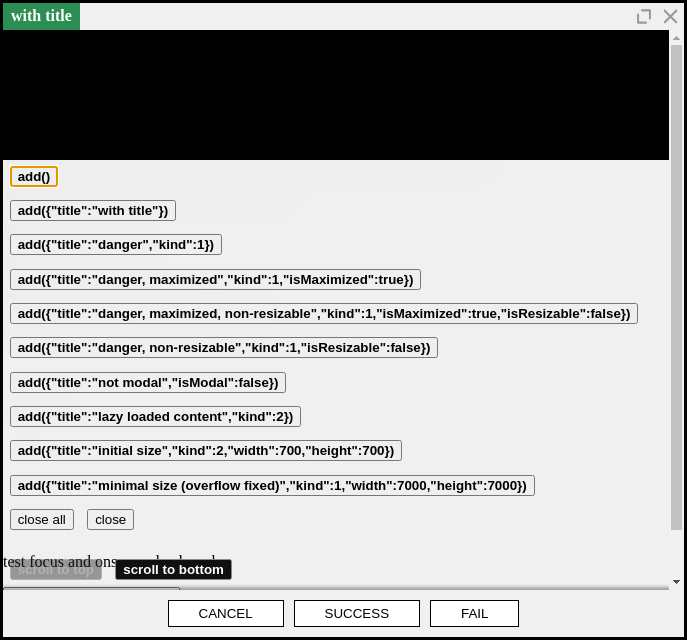 with title
add()
add({"title":"with title"})
add({"title":"danger","kind":1})
add({"title":"danger, maximized","kind":1,"isMaximized":true})
add({"title":"danger, maximized, non-resizable","kind":1,"isMaximized":true,"isResizable":false})
add({"title":"danger, non-resizable","kind":1,"isResizable":false})
add({"title":"not modal","isModal":false})
add({"title":"lazy loaded content","kind":2})
add({"title":"initial size","kind":2,"width":700,"height":700})
add({"title":"minimal size (overflow fixed)","kind":1,"width":7000,"height":7000})
close all close
test focus and
scroll to top scroll to bottom
CANCEL SUCCESS FAIL